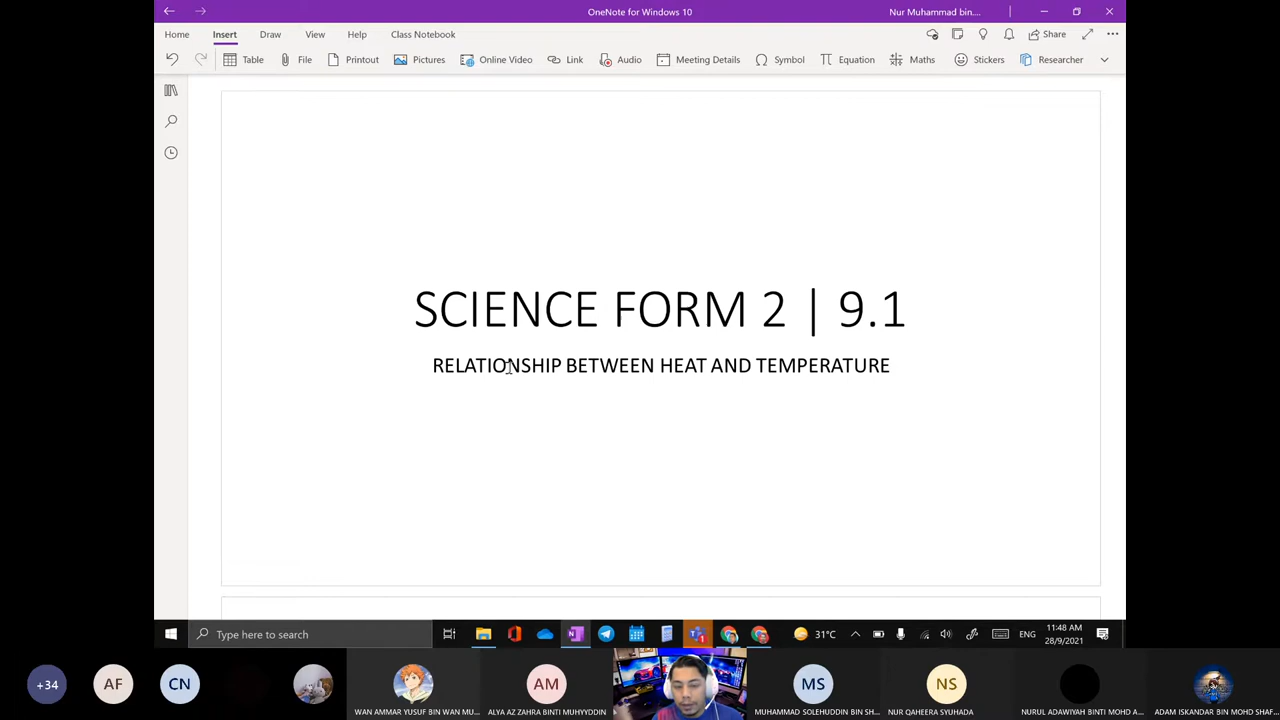 OneNote for Windows 10
Nur Muhammad bin....
Home Insert Draw View Help Class Notebook
Share
Table File Printout Pictures Online Video Link Audio Meeting Details Symbol Equation Maths Stickers Researcher
SCIENCE FORM 2 | 9.1
RELATIONSHIP BETWEEN HEAT AND TEMPERATURE
Type here to search
31°C
ENG
11:48 AM
28/9/2021
+34
AF
CN
AM
MS
NS
WAN AMMAR YUSUF BIN WAN MU...
ALYA AZ ZAHRA BINTI MUHYYDDIN
MUHAMMAD SOLEHUDDIN BIN SH...
NUR QAHEERA SYUHADA
NURUL ADAWIYAH BINTI MOHD A...
ADAM ISKANDAR BIN MOHD SHAF...